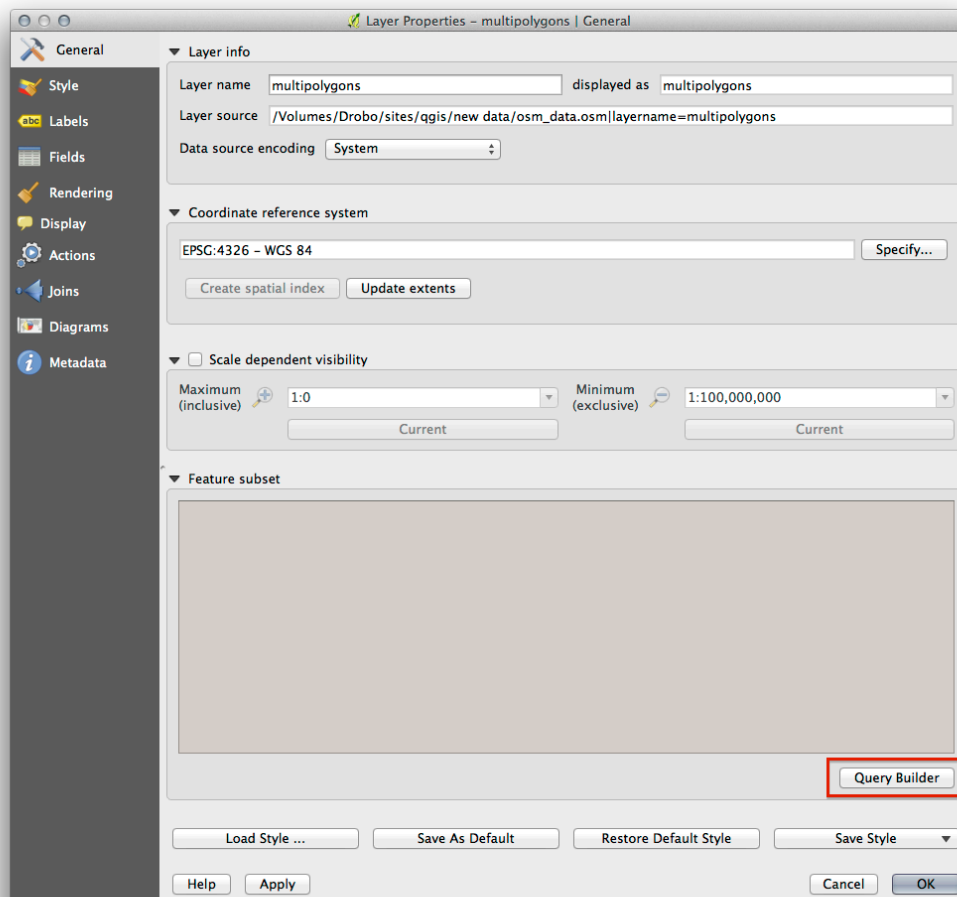 Layer Properties – multipolygons | General
General
Style
abc Labels
Fields
Rendering
Display
Actions
Joins
Diagrams
i Metadata
Layer info
Layer name multipolygons displayed as multipolygons
Layer source /Volumes/Drobo/sites/qgis/new data/osm_data.osm|layername=multipolygons
Data source encoding System
Coordinate reference system
EPSG:4326 – WGS 84 Specify...
Create spatial index Update extents
Scale dependent visibility
Maximum (inclusive) 1:0 Minimum (exclusive) 1:100,000,000
Current Current
Feature subset
Query Builder
Load Style ... Save As Default Restore Default Style Save Style
Help Apply Cancel OK